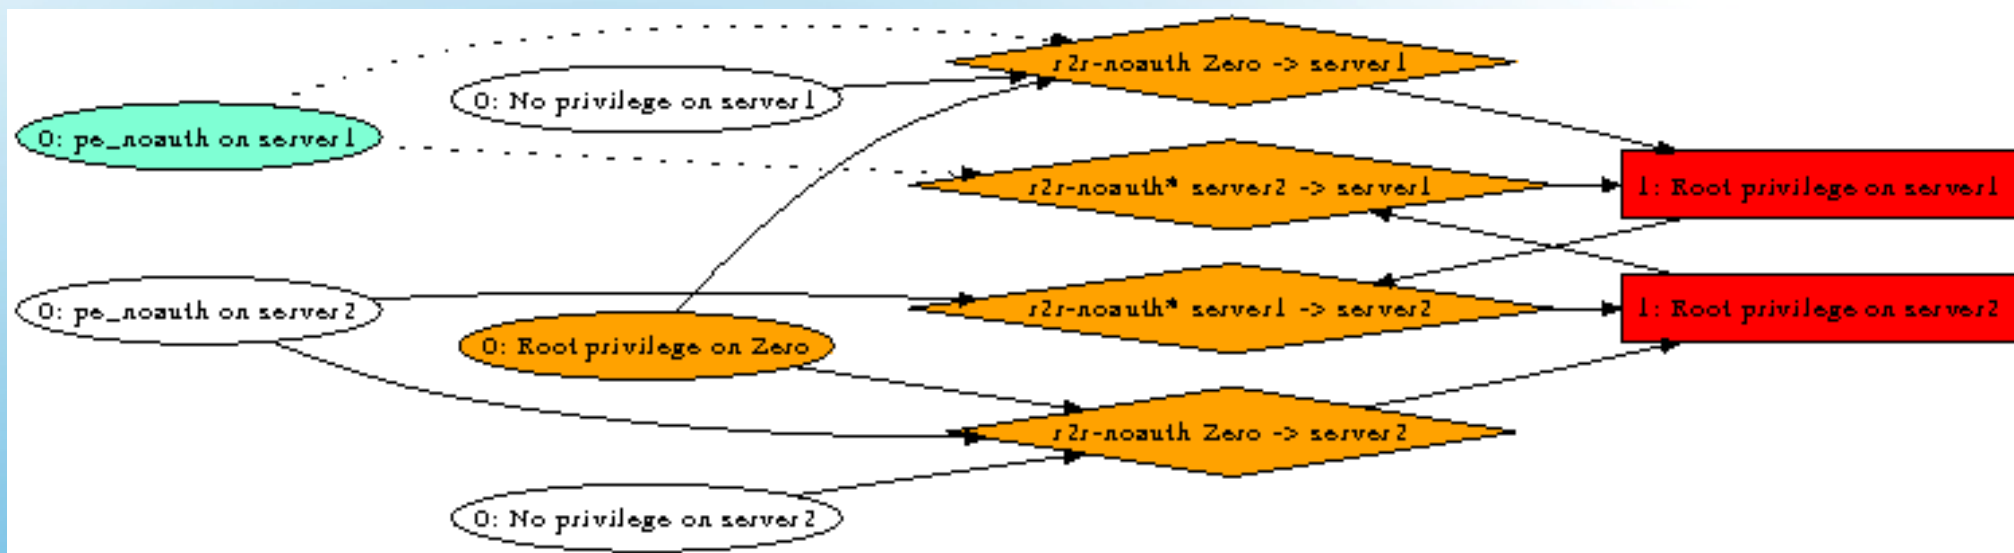 r2r-noauth Zero -> server1
0: No privilege on server1
0: pe_noauth on server1
r2r-noauth* server2 -> server1
1: Root privilege on server1
0: pe_noauth on server2
r2r-noauth* server1 -> server2
1: Root privilege on server2
0: Root privilege on Zero
r2r-noauth Zero -> server2
0: No privilege on server2